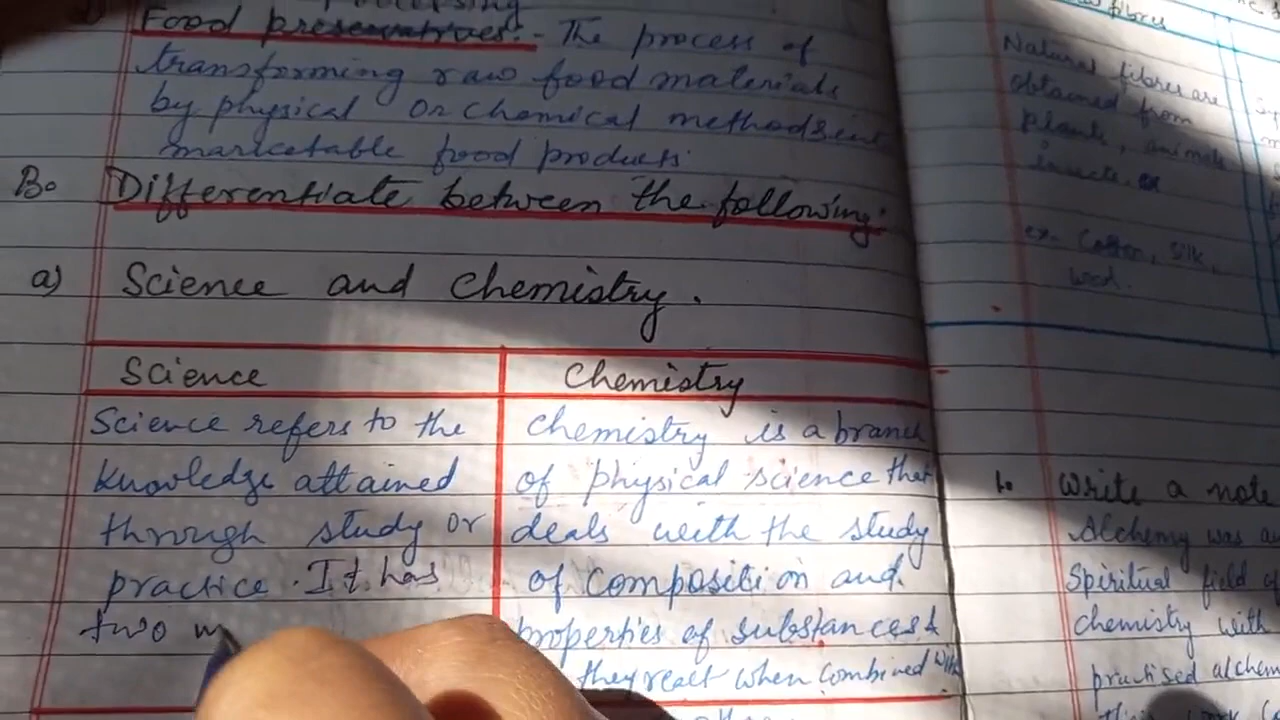 Processing
Food preservatives:- The process of
transforming raw food materials
by physical or chemical methods into
marketable food products.
B. Differentiate between the following:
a) Science and Chemistry.
Science
Science refers to the
knowledge attained
through study or
practice. It has
two
Chemistry
Chemistry is a branch
of physical science that
deals with the study
of composition and
properties of substances &
they react when combined with
fibres
Natural fibres are
obtained from
plants, animals
ex- Cotton, silk,
1. Write a note
Alchemy was
Spiritual field of
chemistry with
practised alchem